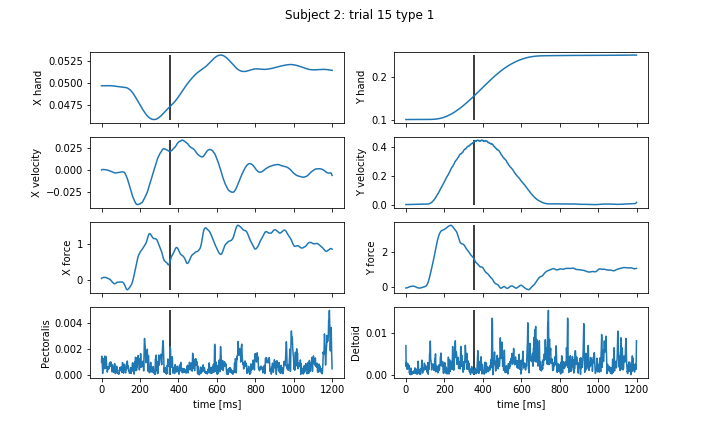 Subject 2: trial 15 type 1
X hand
0.0525
0.0500
0.0475
Y hand
0.2
0.1
X velocity
0.025
0.000
−0.025
Y velocity
0.4
0.2
0.0
X force
1
0
Y force
2
0
Pectoralis
0.004
0.002
0.000
0 200 400 600 800 1000 1200
time [ms]
Deltoid
0.01
0.00
0 200 400 600 800 1000 1200
time [ms]